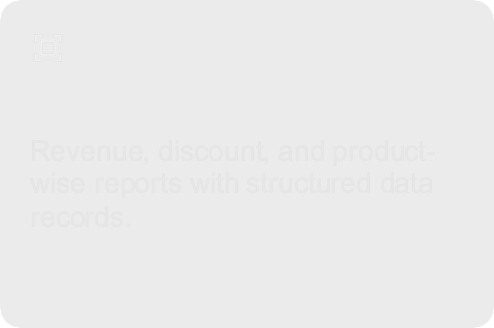 Revenue, discount, and product-
wise reports with structured data
records.